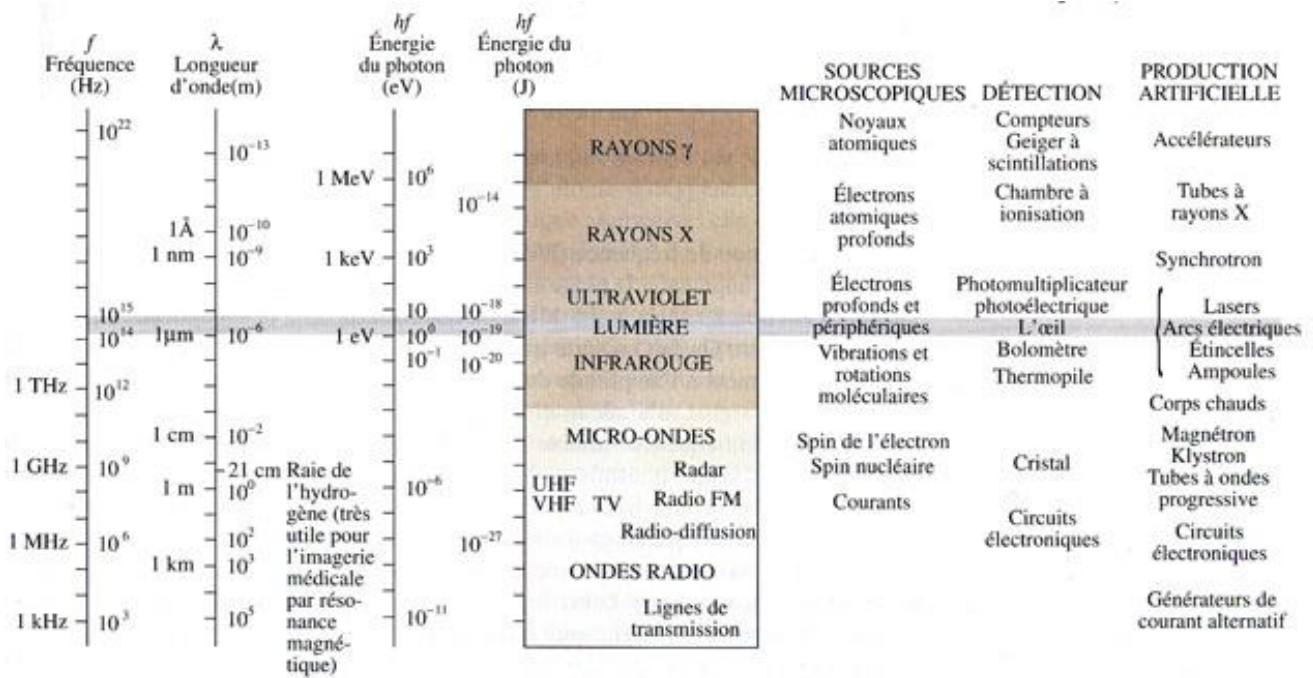 f
Fréquence
(Hz)
1 THz
1 GHz
1 MHz
1 kHz
10²²
10¹⁵
10¹⁴
10¹²
10⁹
10⁶
10³
λ
Longueur
d'onde(m)
1Å
1 nm
1μm
1 cm
1 m
1 km
10⁻¹³
10⁻¹⁰
10⁻⁹
10⁻⁶
10⁻²
21 cm
10⁰
10²
10³
10⁵
Raie de
l'hydro-
gène (très
utile pour
l'imagerie
médicale
par réso-
nance
magné-
tique)
hf
Énergie
du photon
(eV)
1 MeV
1 keV
1 eV
10⁶
10³
10
10⁰
10⁻¹
10⁻⁶
10⁻¹¹
hf
Énergie du
photon
(J)
10⁻¹⁴
10⁻¹⁸
10⁻¹⁹
10⁻²⁰
10⁻²⁷
RAYONS γ
RAYONS X
ULTRAVIOLET
LUMIÈRE
INFRAROUGE
MICRO-ONDES
Radar
UHF
VHF TV Radio FM
Radio-diffusion
ONDES RADIO
Lignes de
transmission
SOURCES
MICROSCOPIQUES
Noyaux
atomiques
Électrons
atomiques
profonds
Électrons
profonds et
périphériques
Vibrations et
rotations
moléculaires
Spin de l'électron
Spin nucléaire
Courants
DÉTECTION
Compteurs
Geiger à
scintillations
Chambre à
ionisation
Photomultiplicateur
photoélectrique
L'œil
Bolomètre
Thermopile
Cristal
Circuits
électroniques
PRODUCTION
ARTIFICIELLE
Accélérateurs
Tubes à
rayons X
Synchrotron
Lasers
Arcs électriques
Étincelles
Ampoules
Corps chauds
Magnétron
Klystron
Tubes à ondes
progressive
Circuits
électroniques
Générateurs de
courant alternatif